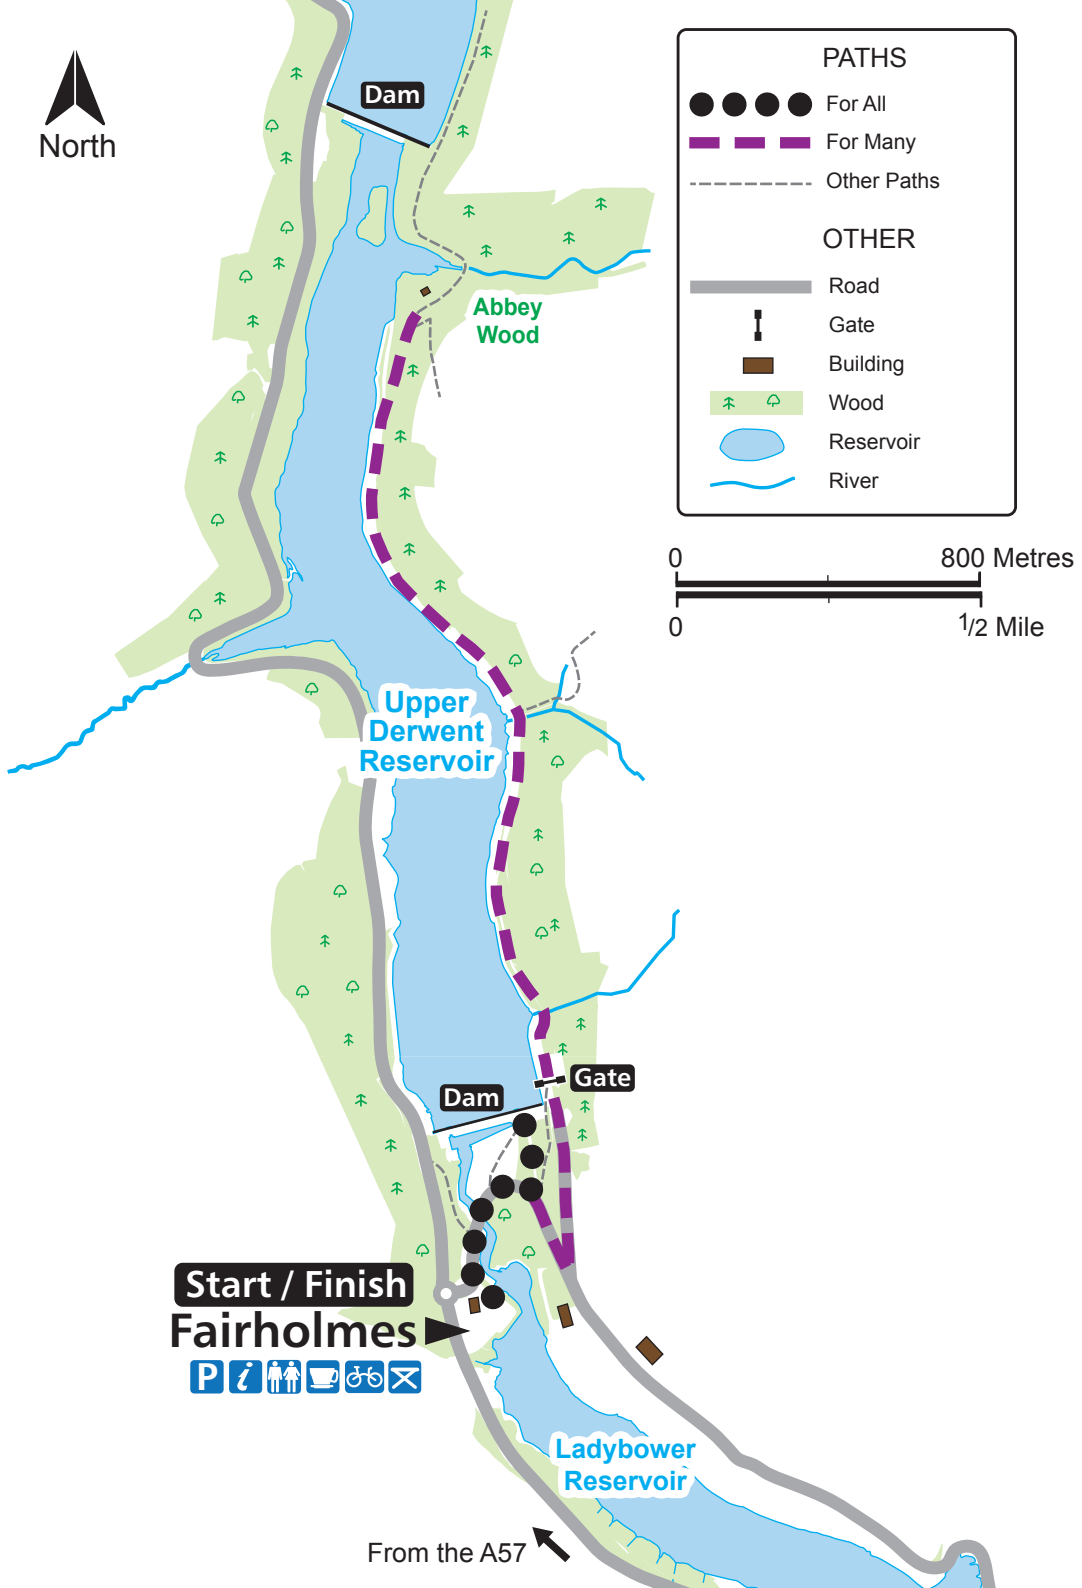 North
Dam
Abbey
Wood
PATHS
For All
For Many
Other Paths
OTHER
Road
Gate
Building
Wood
Reservoir
River
0
800 Metres
0
1/2 Mile
Upper
Derwent
Reservoir
Gate
Dam
Start / Finish
Fairholmes
P i
Ladybower
Reservoir
From the A57